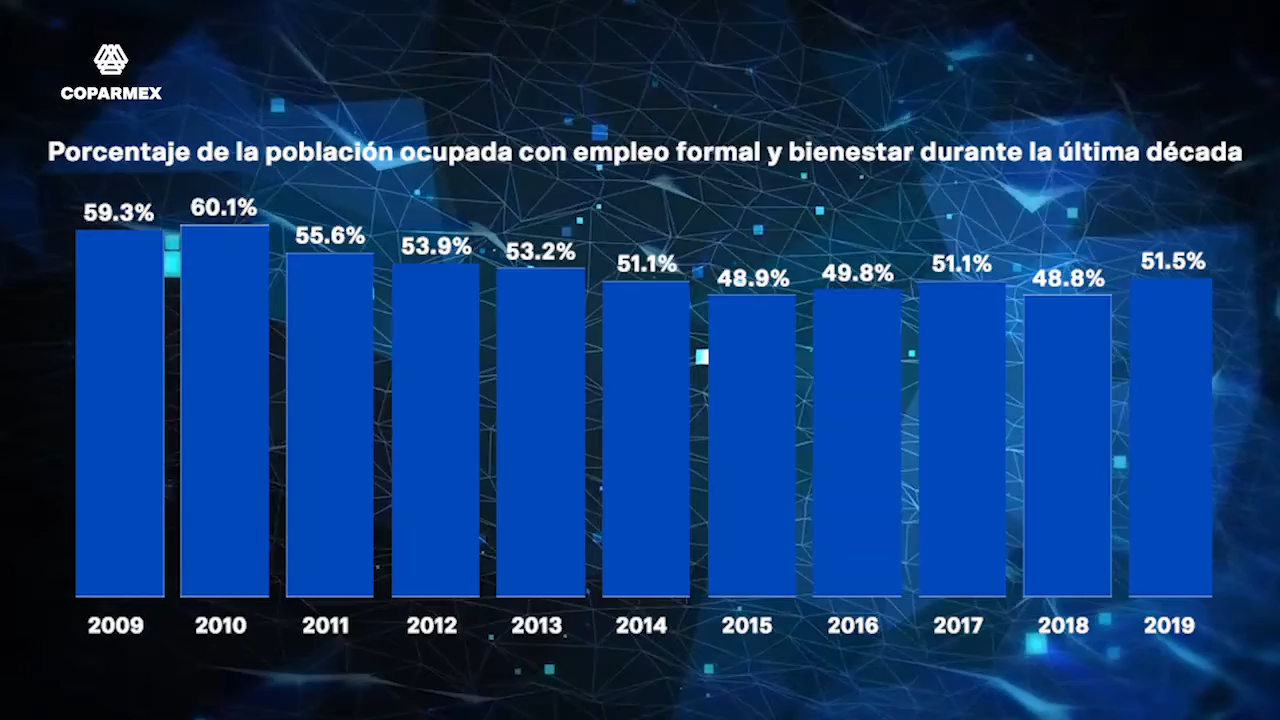 COPARMEX
Porcentaje de la población ocupada con empleo formal y bienestar durante la última década
59.3% 60.1% 55.6% 53.9% 53.2% 51.1% 48.9% 49.8% 51.1% 48.8% 51.5%
2009 2010 2011 2012 2013 2014 2015 2016 2017 2018 2019